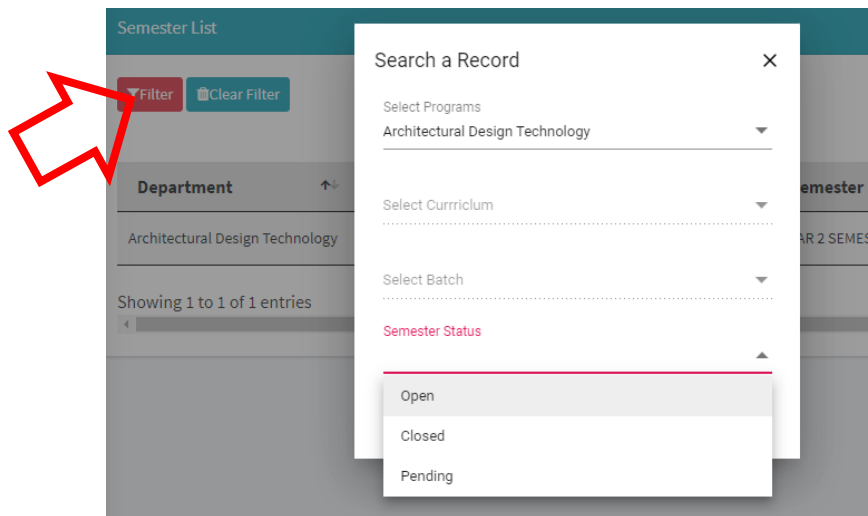 Semester List
Filter
Clear Filter
Search a Record
Select Programs
Architectural Design Technology
Select Currriclum
Select Batch
Semester Status
Open
Closed
Pending
Department
emester
Architectural Design Technology
AR 2 SEMES
Showing 1 to 1 of 1 entries